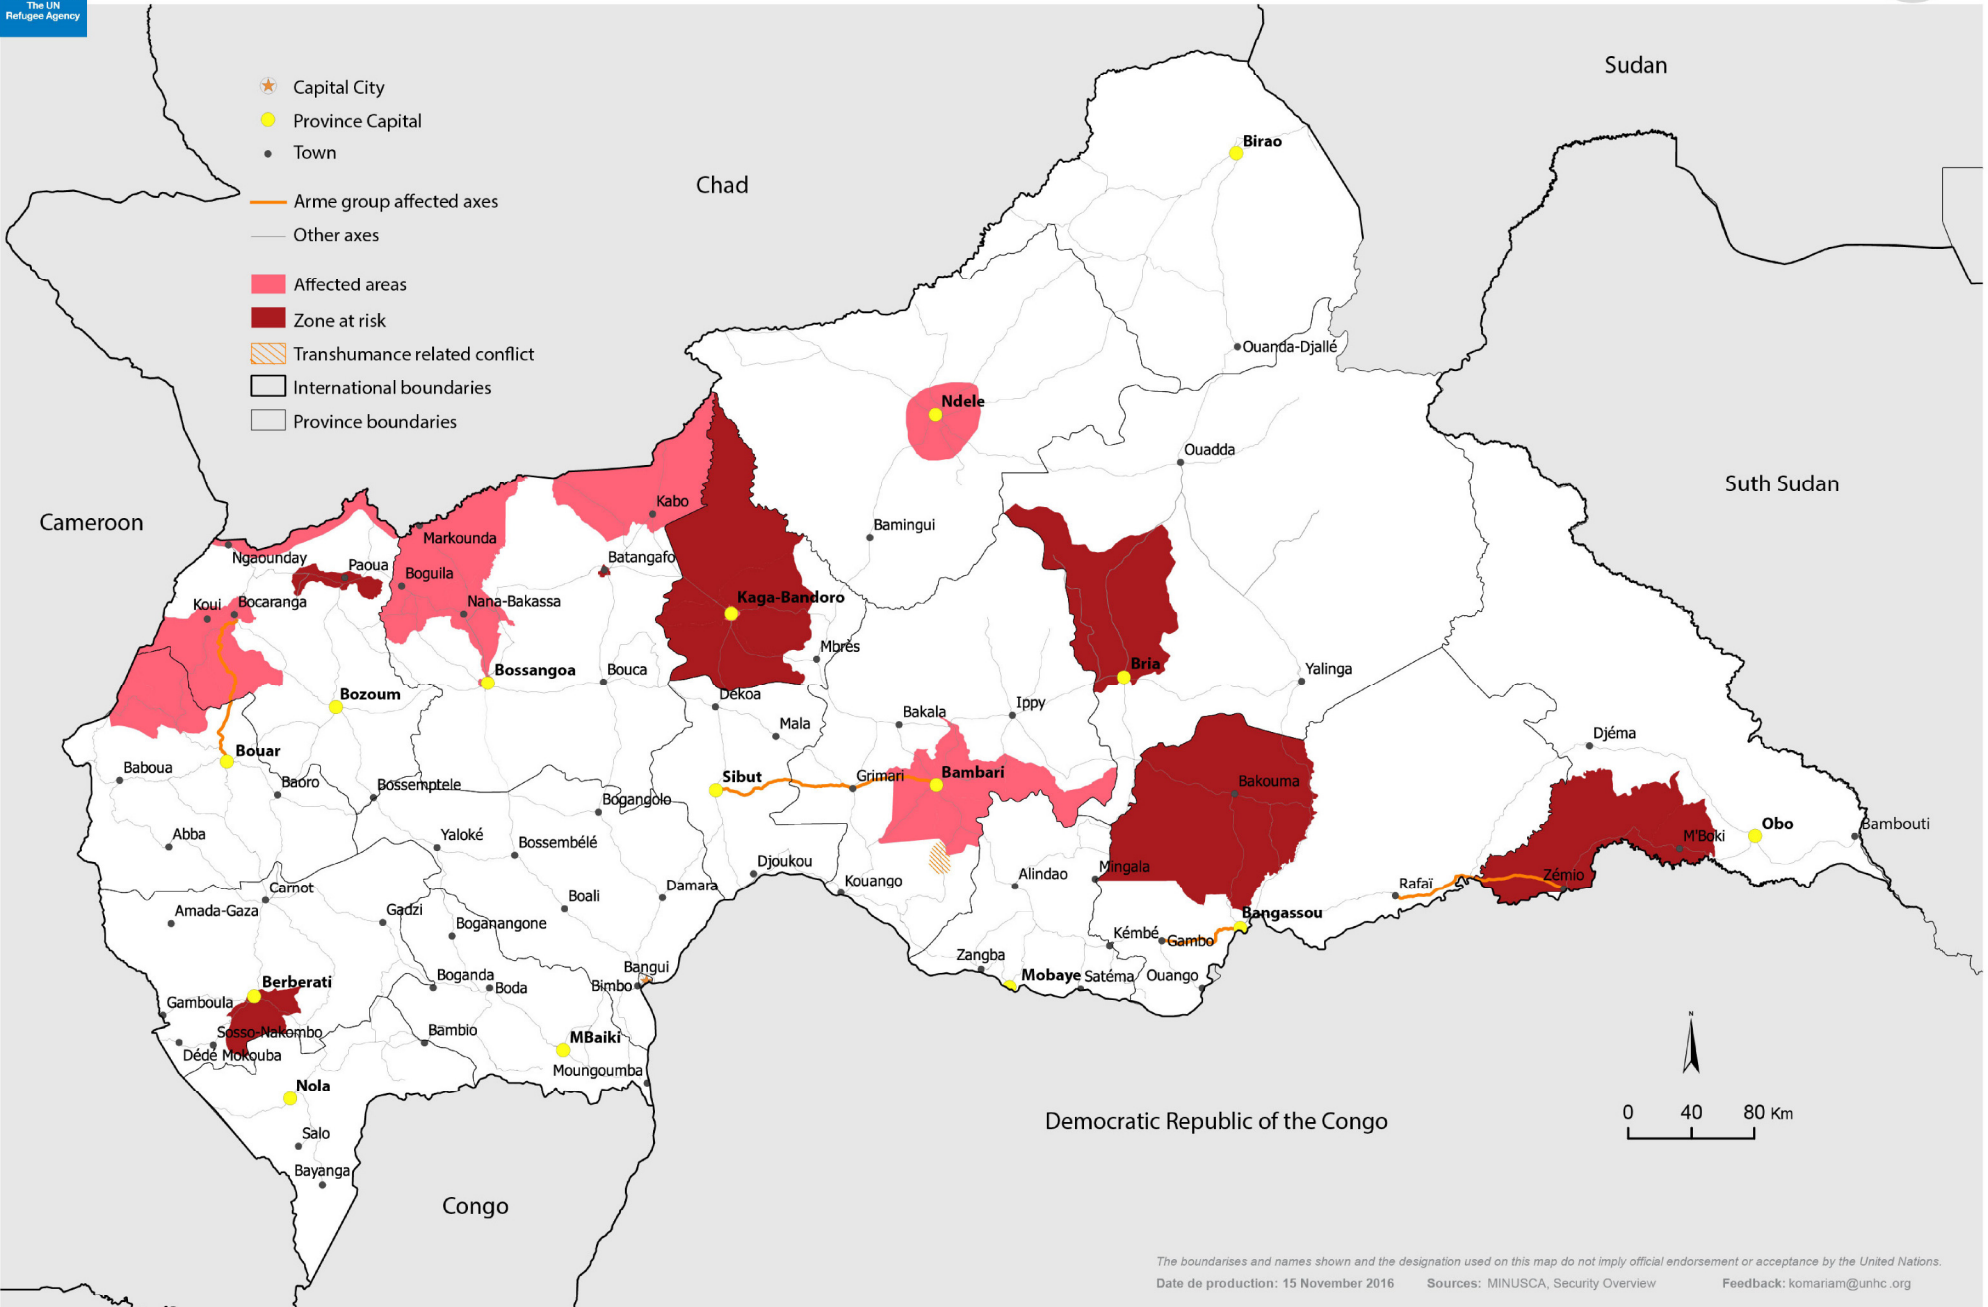 The UN
Refugee Agency
Capital City
Province Capital
Town
Arme group affected axes
Other axes
Affected areas
Zone at risk
Transhumance related conflict
International boundaries
Province boundaries
Sudan
Chad
Cameroon
Suth Sudan
Birao
Ouanda-Djallé
Ndele
Ouadda
Kabo
Bamingui
Markounda
Ngaounday
Paoua
Boguila
Batangafo
Koui
Bocaranga
Nana-Bakassa
Kaga-Bandoro
Mbrès
Bossangoa
Bouca
Bria
Yalinga
Bozoum
Dékoa
Ippy
Bakala
Mala
Djéma
Bouar
Baboua
Baoro
Bossemptele
Sibut
Grimari
Bambari
Bakouma
Bogangolo
Abba
Yaloké
Bossembélé
Obo
Bambouti
M'Boki
Djoukou
Kouango
Alindao
Mingala
Zémio
Rafaï
Carnot
Damara
Boali
Amada-Gaza
Gadzi
Boganangone
Bangassou
Kémbé
Gambo
Zangba
Mobaye
Satéma
Ouango
Bangui
Bimbo
Berberati
Boganda
Boda
Gamboula
Sosso-Nakombo
Dédé Mokouba
Bambio
MBaiki
Moungoumba
Nola
Salo
Bayanga
Democratic Republic of the Congo
Congo
N
0 40 80 Km
The boundarises and names shown and the designation used on this map do not imply official endorsement or acceptance by the United Nations.
Date de production: 15 November 2016 Sources: MINUSCA, Security Overview Feedback: komariam@unhc .org